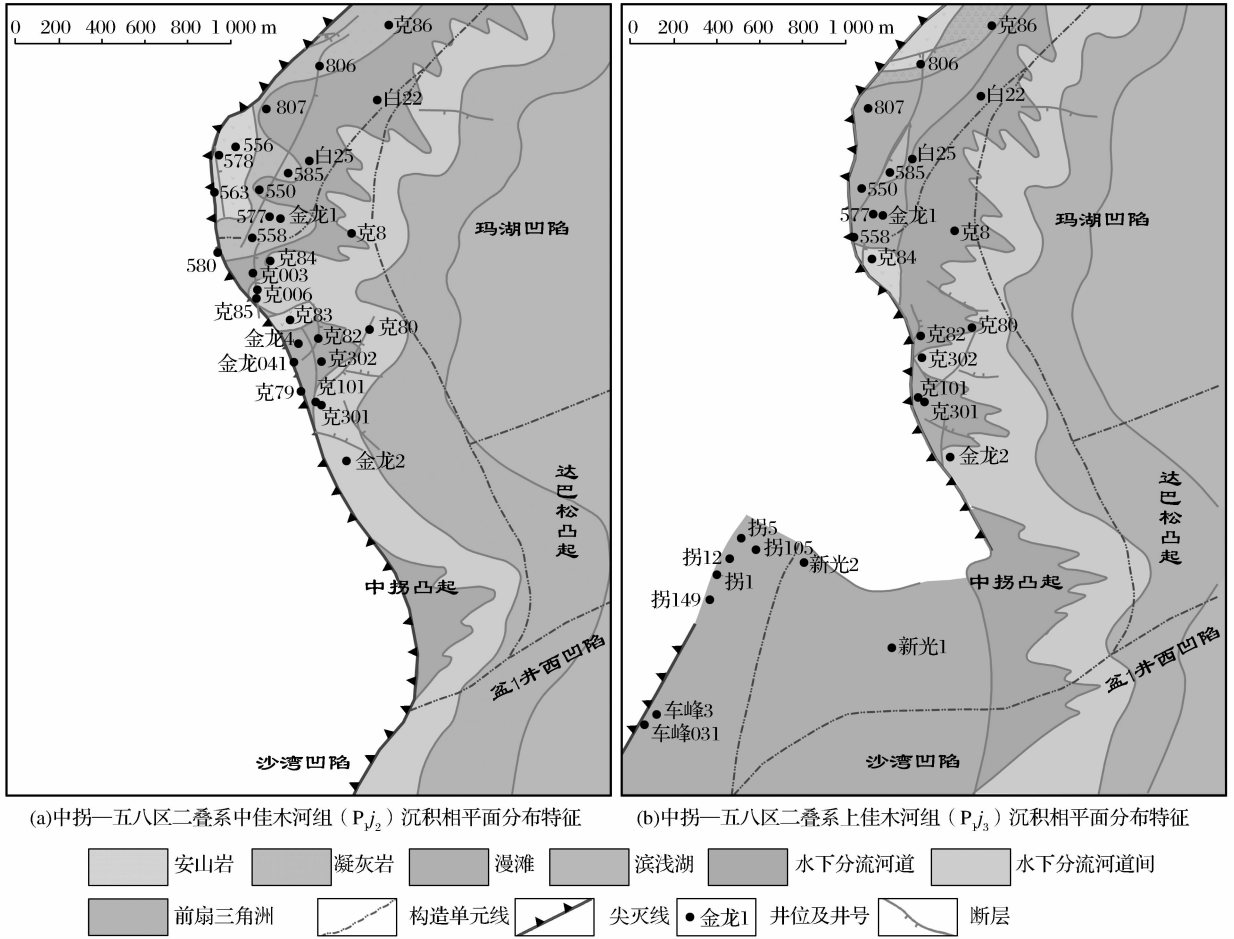 0 200 400 600 800 1 000 m
克86
806
白22
807
556
578
白25
585
563
550
577
金龙1
558
克8
580
克84
克003
克006
克85
克83
金龙4
克82
克80
金龙041
克302
克79
克101
克301
金龙2
玛湖凹陷
达巴松凸起
中拐凸起
盆1井西凹陷
沙湾凹陷
0 200 400 600 800 1 000 m
克86
806
白22
807
白25
585
550
577
金龙1
558
克8
克84
克82
克80
克302
克101
克301
金龙2
玛湖凹陷
达巴松凸起
拐5
拐105
拐12
新光2
拐1
拐149
中拐凸起
新光1
盆1井西凹陷
车峰3
车峰031
沙湾凹陷
(a)中拐—五八区二叠系中佳木河组（P₁j₂）沉积相平面分布特征
(b)中拐—五八区二叠系上佳木河组（P₁j₃）沉积相平面分布特征
安山岩 凝灰岩 漫滩 滨浅湖 水下分流河道 水下分流河道间
前扇三角洲 构造单元线 尖灭线 金龙1 井位及井号 断层